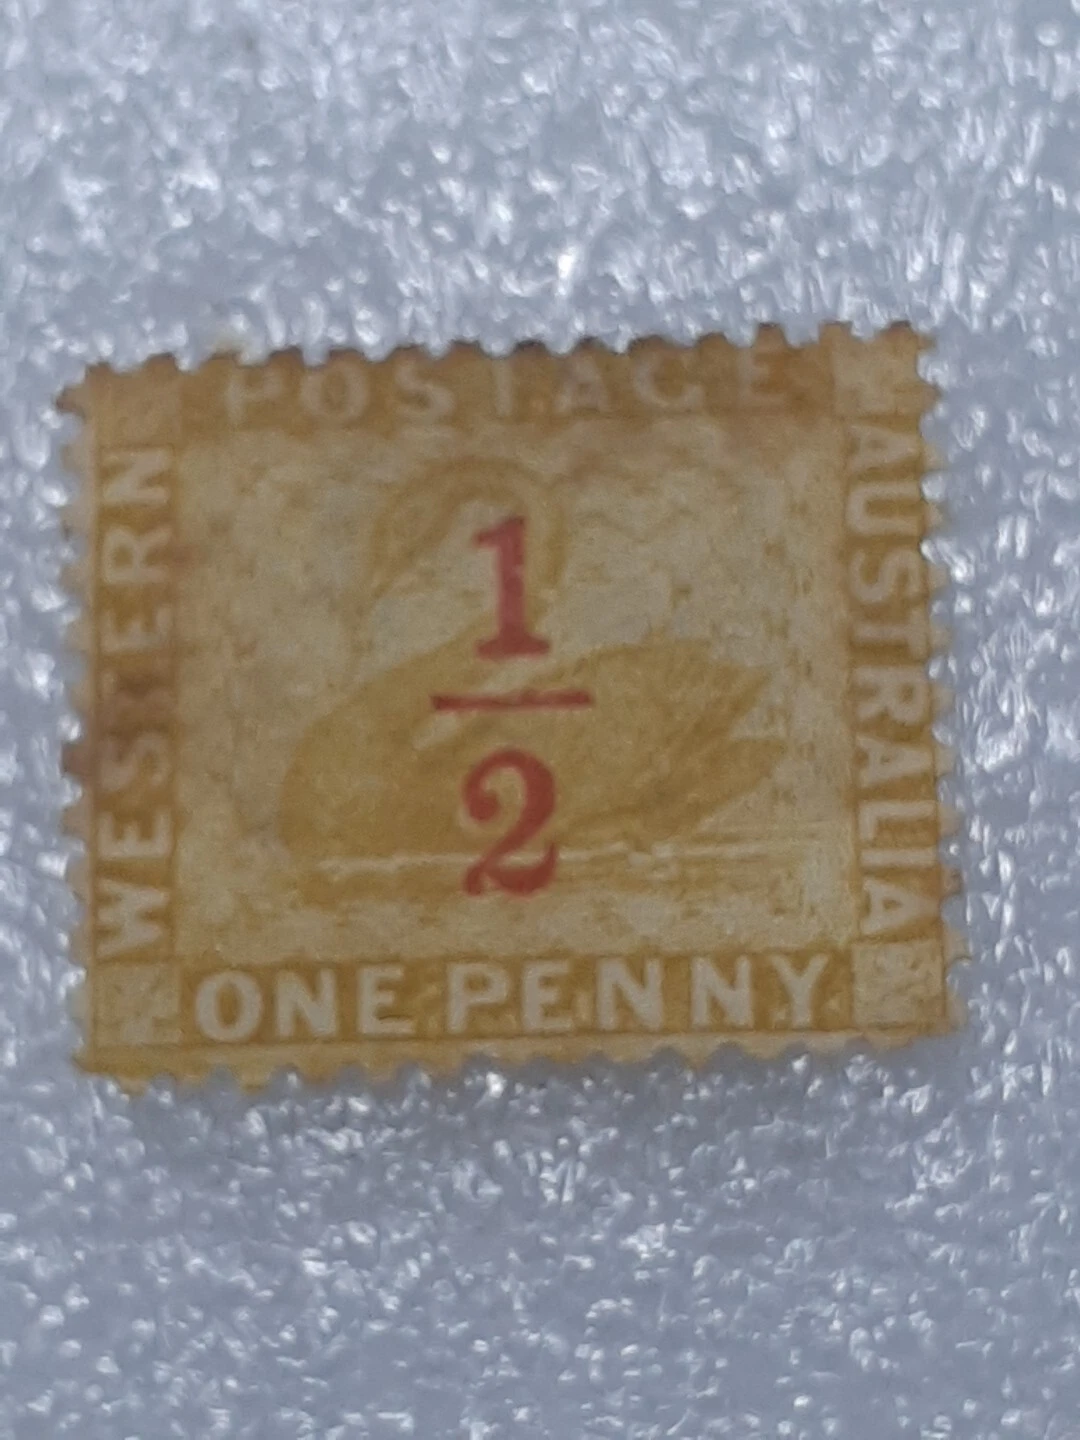 POSTAGE
WESTERN
AUSTRALIA
1
2
ONE PENNY